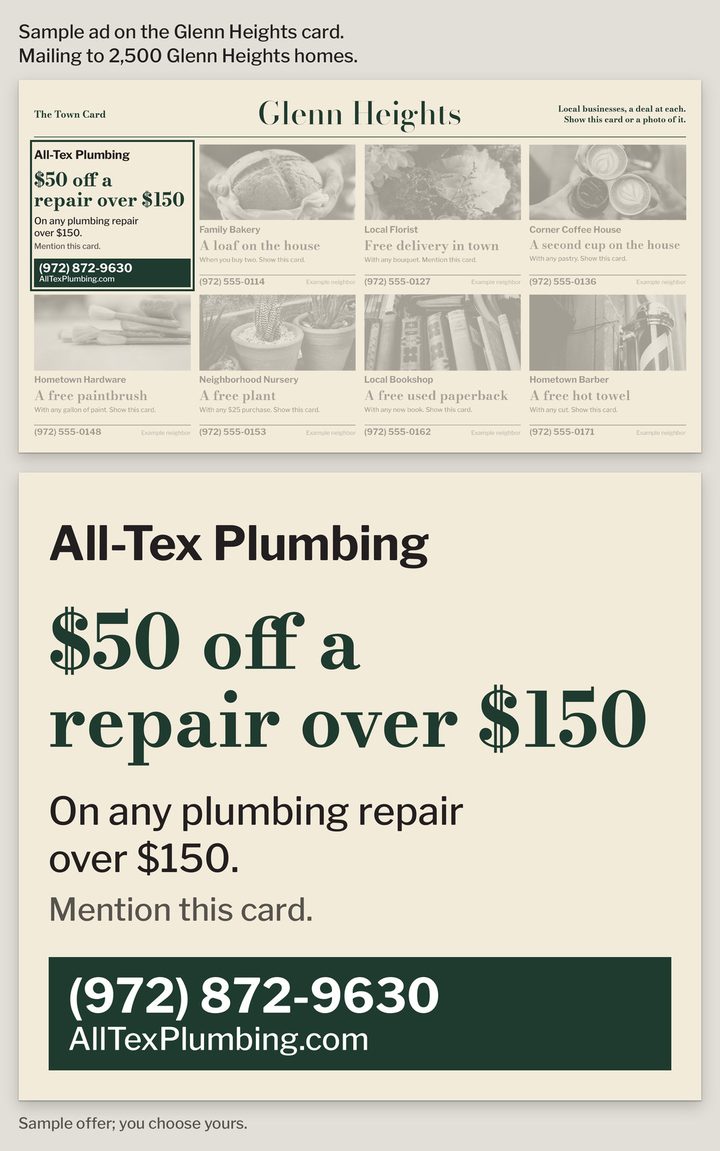 Sample ad on the Glenn Heights card.
Mailing to 2,500 Glenn Heights homes.
The Town Card
Glenn Heights
Local businesses, a deal at each.
Show this card or a photo of it.
All-Tex Plumbing
$50 off a
repair over $150
On any plumbing repair
over $150.
Mention this card.
(972) 872-9630
AllTexPlumbing.com
Family Bakery
A loaf on the house
When you buy two. Show this card.
(972) 555-0114 Example neighbor
Local Florist
Free delivery in town
With any bouquet. Mention this card.
(972) 555-0127 Example neighbor
Corner Coffee House
A second cup on the house
With any pastry. Show this card.
(972) 555-0136 Example neighbor
Hometown Hardware
A free paintbrush
With any gallon of paint. Show this card.
(972) 555-0148 Example neighbor
Neighborhood Nursery
A free plant
With any $25 purchase. Show this card.
(972) 555-0153 Example neighbor
Local Bookshop
A free used paperback
With any new book. Show this card.
(972) 555-0162 Example neighbor
Hometown Barber
A free hot towel
With any cut. Show this card.
(972) 555-0171 Example neighbor
All-Tex Plumbing
$50 off a
repair over $150
On any plumbing repair
over $150.
Mention this card.
(972) 872-9630
AllTexPlumbing.com
Sample offer; you choose yours.